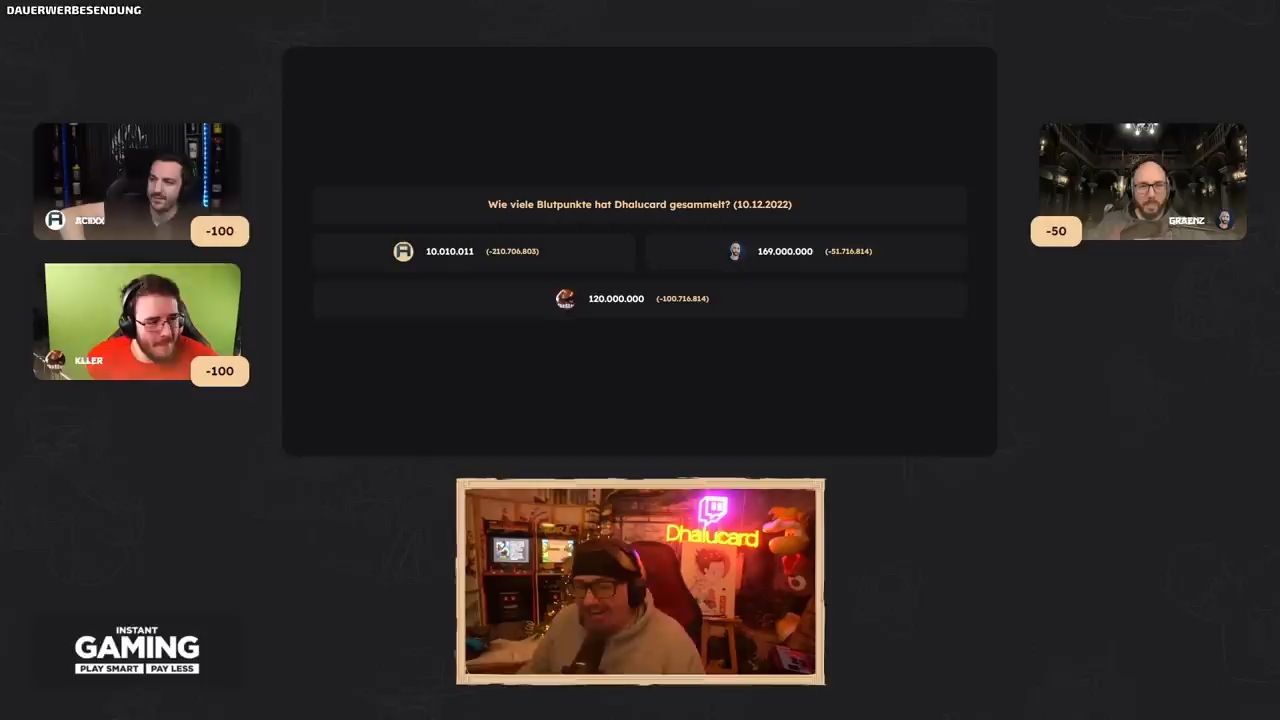 DAUERWERBESENDUNG
Wie viele Blutpunkte hat Dhalucard gesammelt? (10.12.2022)
10.010.011 (-210.706.803)
169.000.000 (-51.716.814)
120.000.000 (-100.716.814)
-100
KLLER
-100
GRAENZ
-50
Dhalucard
INSTANT
GAMING
PLAY SMART PAY LESS